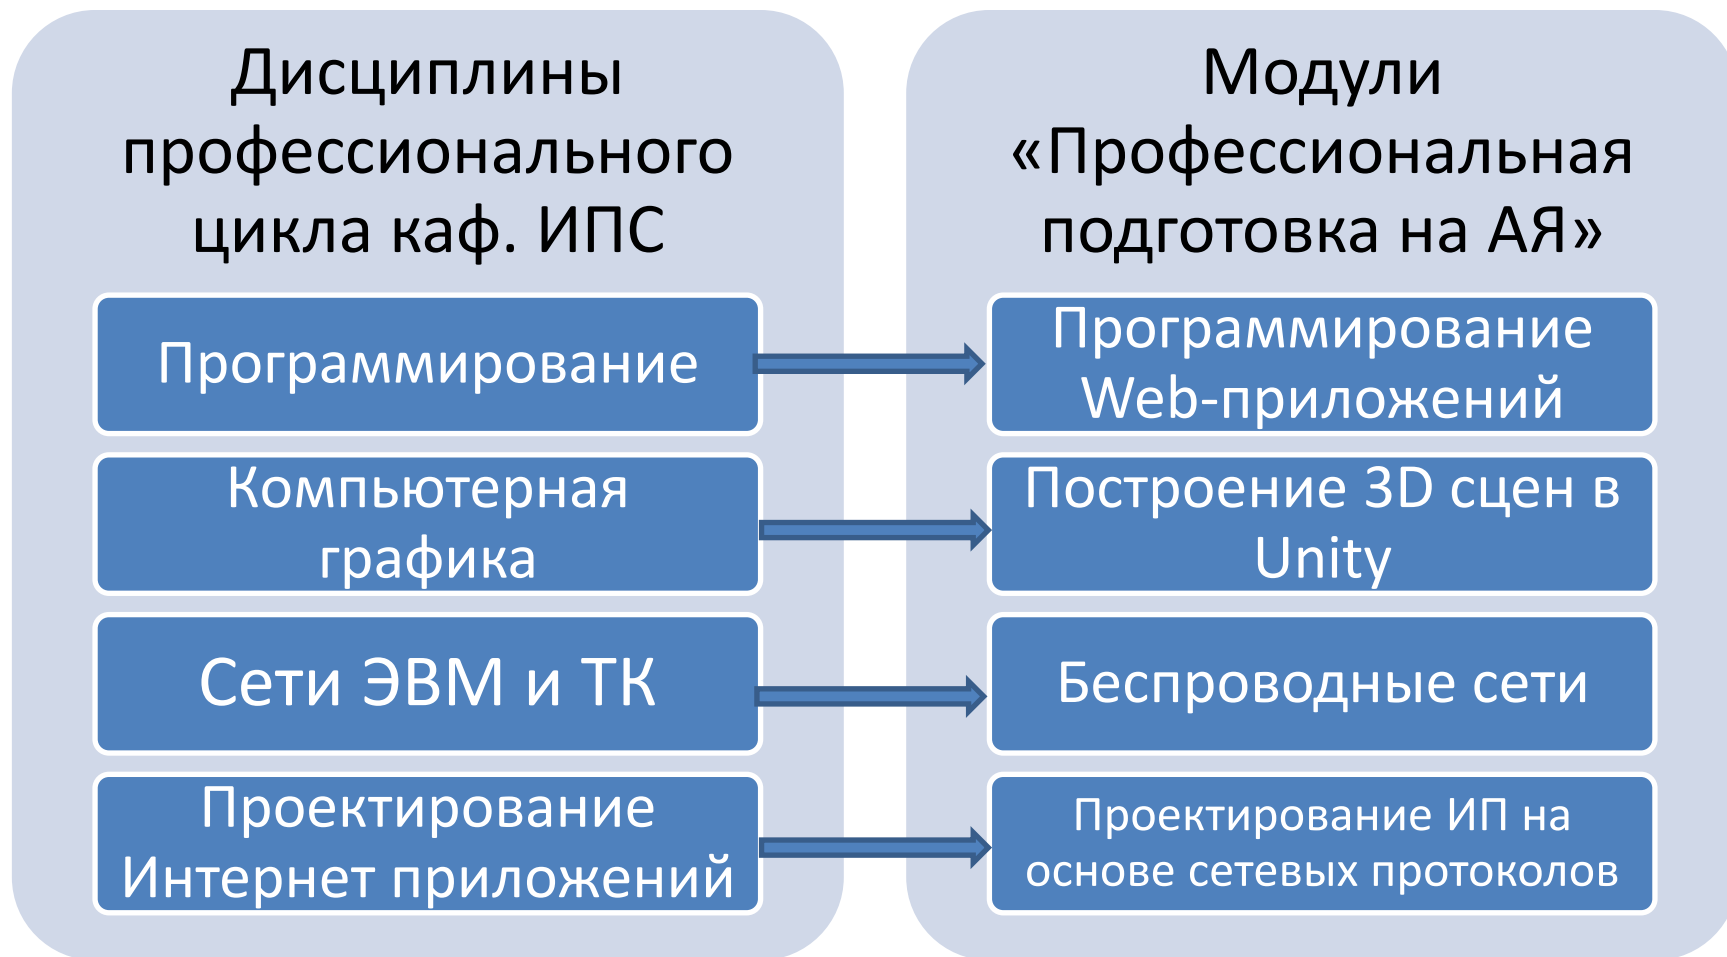 Дисциплины
профессионального
цикла каф. ИПС
Программирование
Компьютерная
графика
Сети ЭВМ и ТК
Проектирование
Интернет приложений
Модули
«Профессиональная
подготовка на АЯ»
Программирование
Web-приложений
Построение 3D сцен в
Unity
Беспроводные сети
Проектирование ИП на
основе сетевых протоколов